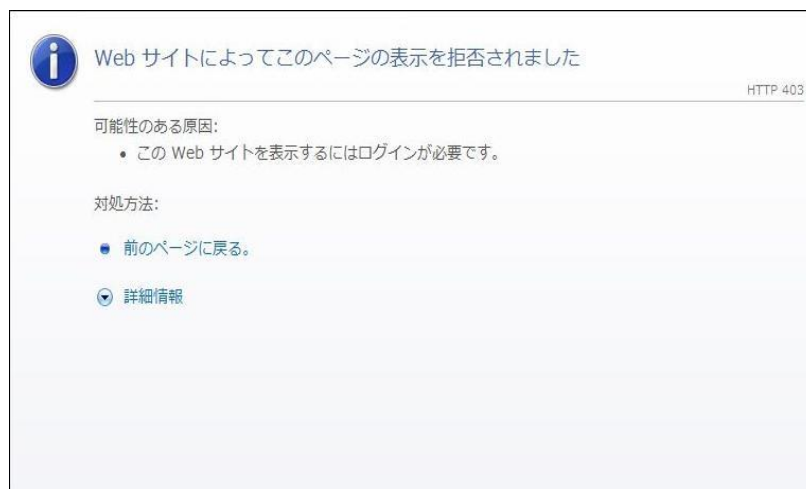 Web サイトによってこのページの表示を拒否されました
HTTP 403
可能性のある原因:
• この Web サイトを表示するにはログインが必要です。
対処方法:
前のページに戻る。
詳細情報